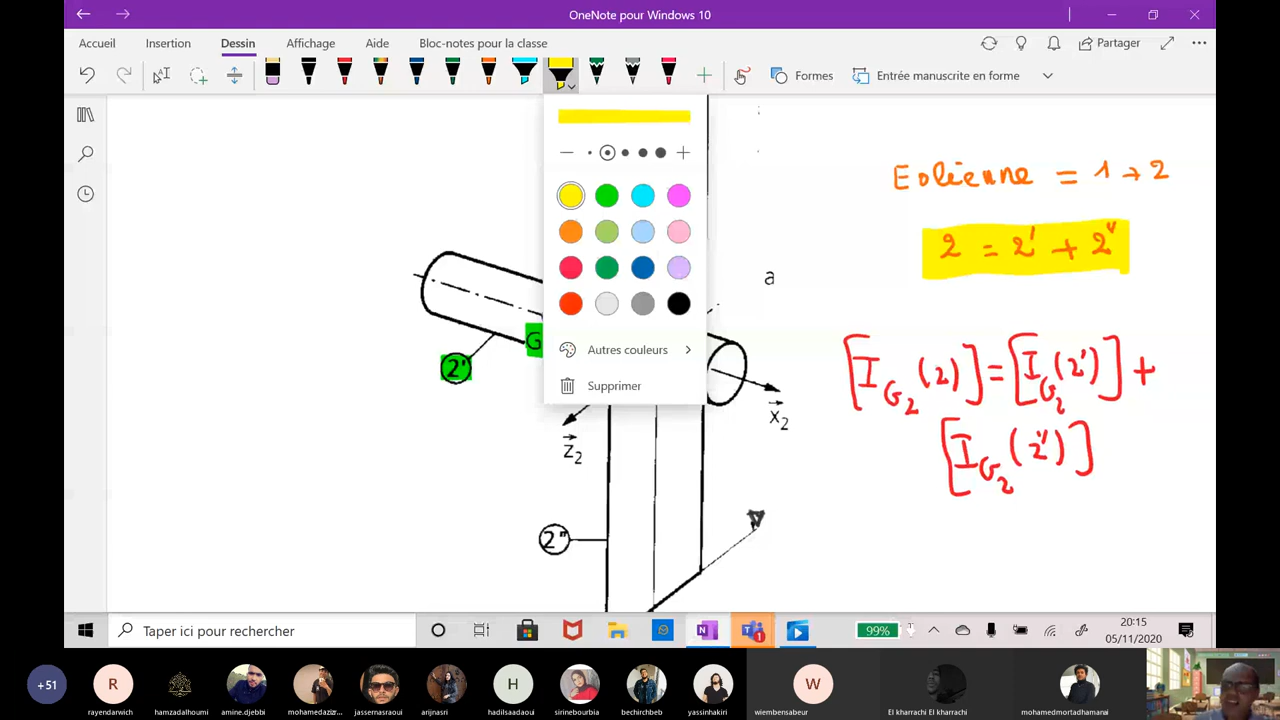 OneNote pour Windows 10
Accueil Insertion Dessin Affichage Aide Bloc-notes pour la classe
Partager
Formes
Entrée manuscrite en forme
Autres couleurs
Supprimer
Eolienne = 1 + 2
2 = 2' + 2"
a
2'
G
[I_G2 (2)] = [I_G2 (2')] +
[I_G2 (2")]
x2
z2
2"
Taper ici pour rechercher
1
99%
20:15
05/11/2020
+51
R
H
W
rayendarwich
hamzadalhoumi
amine.djebbi
mohamedaziz...
jassernasraoui
arijnasri
hadilsaadaoui
sirinebourbia
bechirchbeb
yassinhakiri
wiembensabeur
El kharrachi El kharrachi
mohamedmortadhamanai